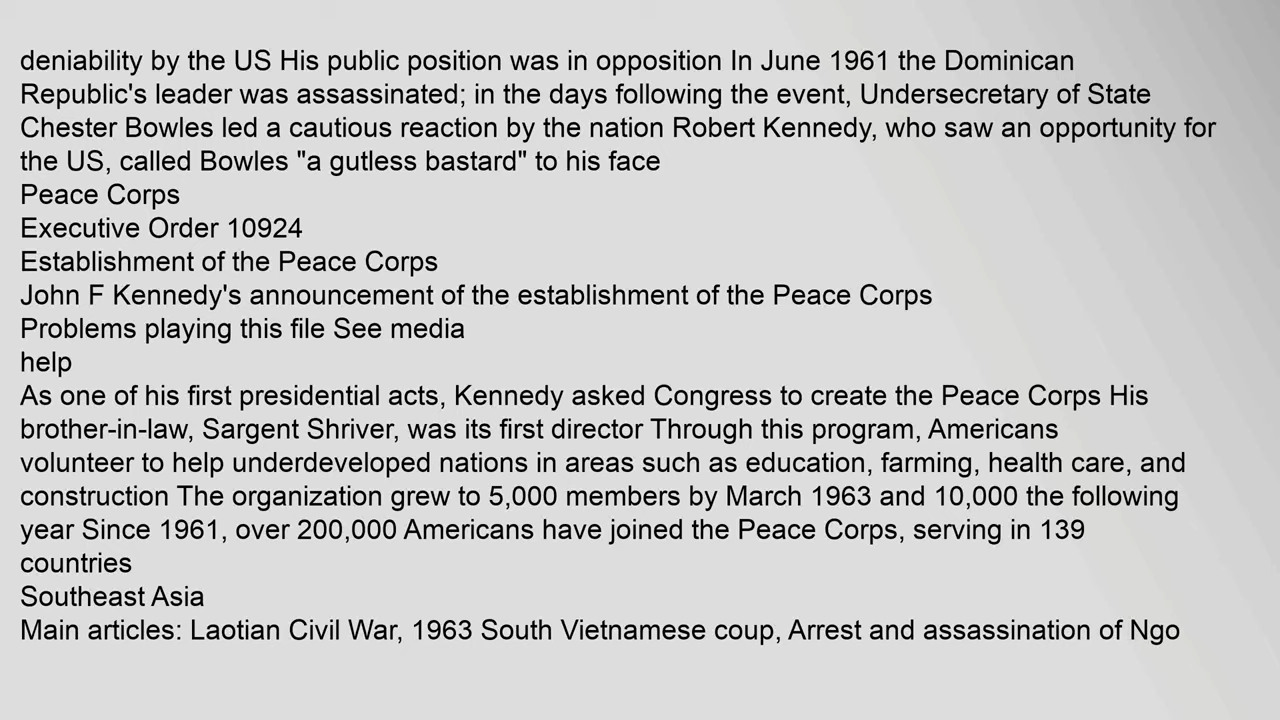 deniability by the US His public position was in opposition In June 1961 the Dominican
Republic's leader was assassinated; in the days following the event, Undersecretary of State
Chester Bowles led a cautious reaction by the nation Robert Kennedy, who saw an opportunity for
the US, called Bowles "a gutless bastard" to his face
Peace Corps
Executive Order 10924
Establishment of the Peace Corps
John F Kennedy's announcement of the establishment of the Peace Corps
Problems playing this file See media
help
As one of his first presidential acts, Kennedy asked Congress to create the Peace Corps His
brother-in-law, Sargent Shriver, was its first director Through this program, Americans
volunteer to help underdeveloped nations in areas such as education, farming, health care, and
construction The organization grew to 5,000 members by March 1963 and 10,000 the following
year Since 1961, over 200,000 Americans have joined the Peace Corps, serving in 139
countries
Southeast Asia
Main articles: Laotian Civil War, 1963 South Vietnamese coup, Arrest and assassination of Ngo